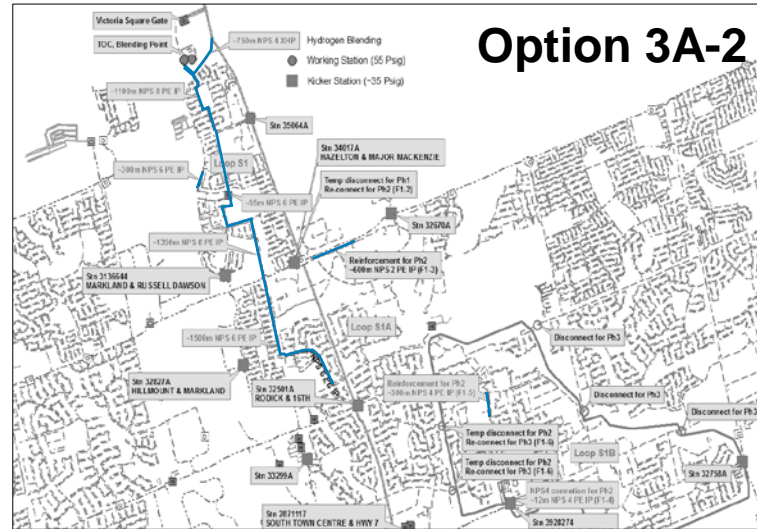 Option 3A-2
Victoria Square Gate
TOC, Blending Point
~750m NPS 4 XHP
Hydrogen Blending
Working Station (55 Psig)
Kicker Station (~35 Psig)
~1100m NPS 8 PE IP
Stn 35064A
Loop S1
Stn 34017A
HAZELTON & MAJOR MACKENZIE
~300m NPS 6 PE IP
Temp disconnect for Ph1
Re-connect for Ph2 (F1-2)
~55m NPS 6 PE IP
Stn 32670A
~1350m NPS 8 PE IP
Reinforcement for Ph2
~600m NPS 2 PE IP (F1-3)
Stn 3136644
MARKLAND & RUSSELL DAWSON
Loop S1A
~1500m NPS 6 PE IP
Disconnect for Ph3
Stn 32827A
HILLMOUNT & MARKLAND
Stn 32501A
RODICK & 16TH
Reinforcement for Ph2
~300m NPS 4 PE IP (F1-5)
Disconnect for Ph3
Disconnect for Ph3
Temp disconnect for Ph2
Re-connect for Ph3 (F1-6)
Loop S1B
Temp disconnect for Ph2
Re-connect for Ph3 (F1-6)
Stn 33299A
Stn 32758A
NPS4 connetion for Ph2
~12m NPS 4 PE IP (F1-4)
Stn 2871117
SOUTH TOWN CENTRE & HWY 7
Stn 3928274